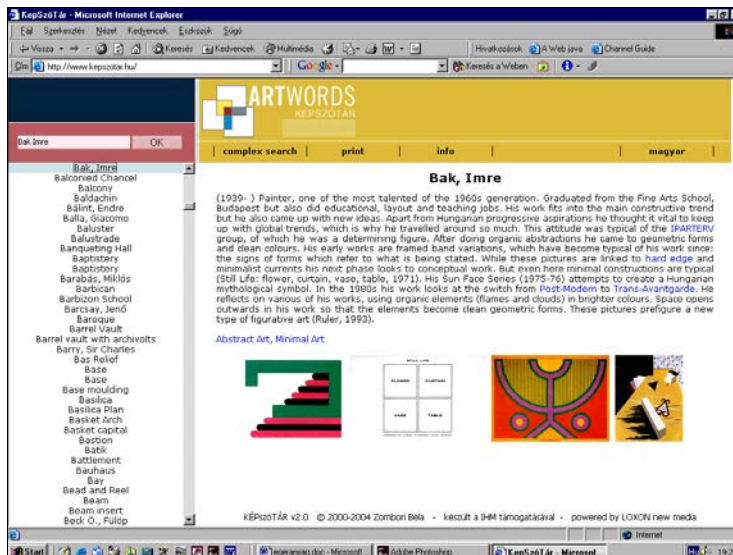 KepSzóTár - Microsoft Internet Explorer
Fájl Szerkesztés Nézet Kedvencek Eszközök Súgó
Vissza Keresés Kedvencek Multimédia Hivatkozások A Web java Channel Guide
Cím http://www.kepszotar.hu/ Google Keresés a Weben
ARTWORDS
KÉPSZÓTÁR
Bak Imre OK
complex search | print | info | | magyar |
Bak, Imre
Balconied Chancel
Balcony
Baldachin
Bálint, Endre
Balla, Giacomo
Baluster
Balustrade
Banqueting Hall
Baptistery
Baptistery
Barabás, Miklós
Barbican
Barbizon School
Barcsay, Jenő
Baroque
Barrel Vault
Barrel vault with archivolts
Barry, Sir Charles
Bas Relief
Base
Base
Base moulding
Basilica
Basilica Plan
Basket Arch
Basket capital
Bastion
Batik
Battlement
Bauhaus
Bay
Bead and Reel
Beam
Beam insert
Beck Ö., Fülöp
Bak, Imre
(1939- ) Painter, one of the most talented of the 1960s generation. Graduated from the Fine Arts School,
Budapest but also did educational, layout and teaching jobs. His work fits into the main constructive trend
but he also came up with new ideas. Apart from Hungarian progressive aspirations he thought it vital to keep
up with global trends, which is why he travelled around so much. This attitude was typical of the IPARTERV
group, of which he was a determining figure. After doing organic abstractions he came to geometric forms
and clean colours. His early works are framed band variations, which have become typical of his work since:
the signs of forms which refer to what is being stated. While these pictures are linked to hard edge and
minimalist currents his next phase looks to conceptual work. But even here minimal constructions are typical
(Still Life: flower, curtain, vase, table, 1971). His Sun Face Series (1975-76) attempts to create a Hungarian
mythological symbol. In the 1980s his work looks at the switch from Post-Modern to Trans-Avantgarde. He
reflects on various of his works, using organic elements (flames and clouds) in brighter colours. Space opens
outwards in his work so that the elements become clean geometric forms. These pictures prefigure a new
type of figurative art (Ruler, 1993).
Abstract Art, Minimal Art
STILL LIFE
FLOWER CURTAIN
VASE TABLE
KÉPszóTÁR v2.0 © 2000-2004 Zombori Béla - készült a IHM támogatásával - powered by LOXON new media
Internet
Start Microsoft Adobe Photoshop KepSzóTár - Microsoft